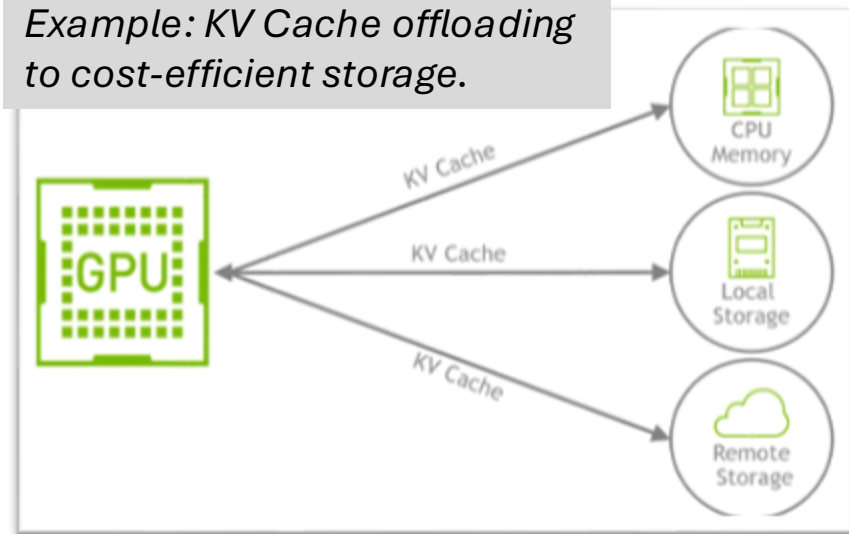 Example: KV Cache offloading
to cost-efficient storage.
KV Cache
CPU
Memory
GPU
KV Cache
Local
Storage
KV Cache
Remote
Storage